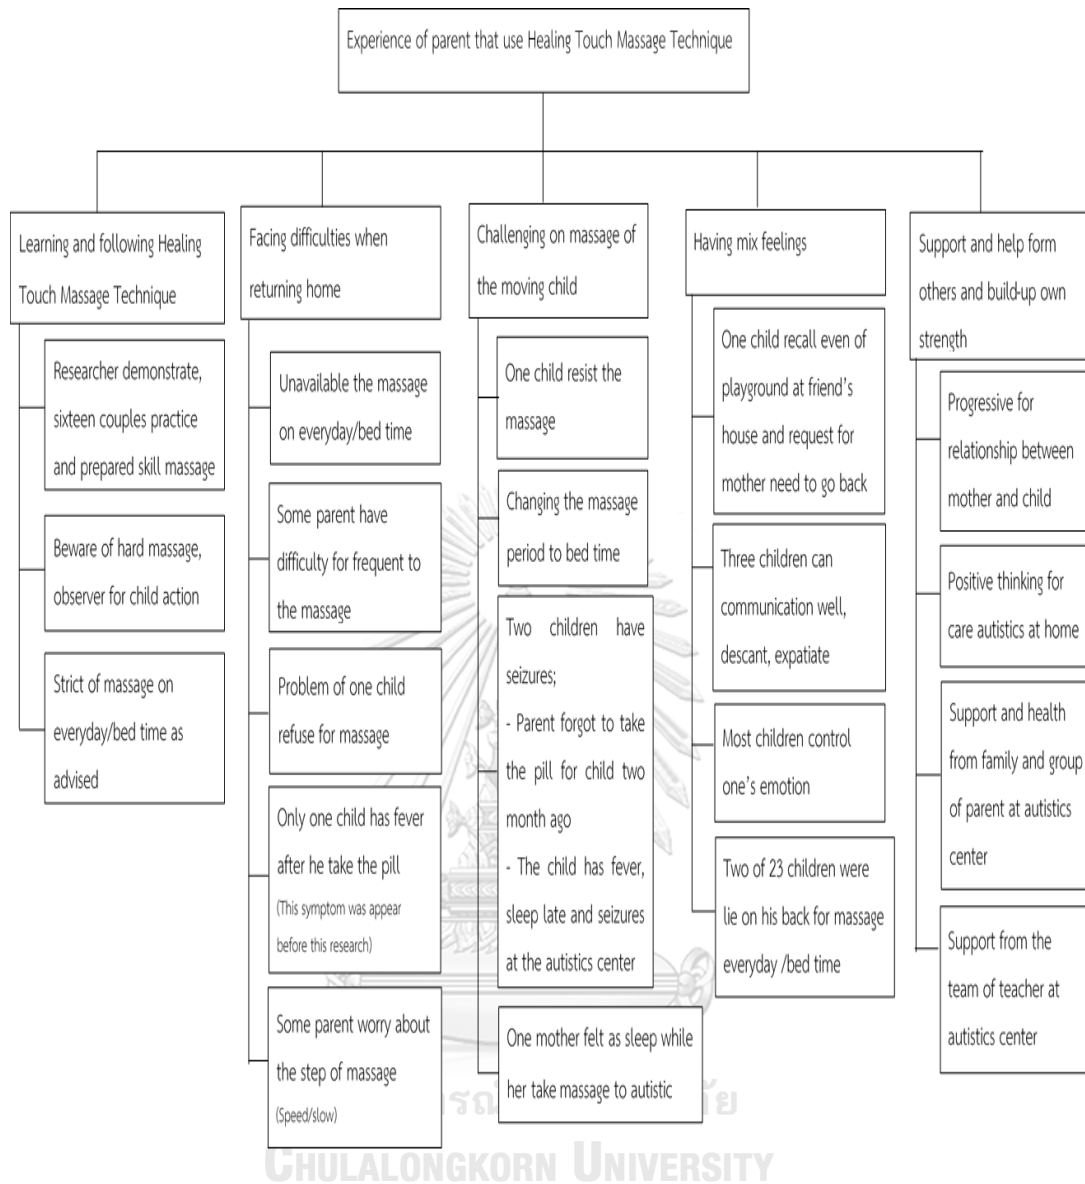 Experience of parent that use Healing Touch Massage Technique
Learning and following Healing
Touch Massage Technique
Researcher demonstrate,
sixteen couples practice
and prepared skill massage
Beware of hard massage,
observer for child action
Strict of massage on
everyday/bed time as
advised
Facing difficulties when
returning home
Unavailable the massage
on everyday/bed time
Some parent have
difficulty for frequent to
the massage
Problem of one child
refuse for massage
Only one child has fever
after he take the pill
(This symptom was appear
before this research)
Some parent worry about
the step of massage
(Speed/slow)
Challenging on massage of
the moving child
One child resist the
massage
Changing the massage
period to bed time
Two children have
seizures;
- Parent forgot to take
the pill for child two
month ago
- The child has fever,
sleep late and seizures
at the autistics center
One mother felt as sleep while
her take massage to autistic
Having mix feelings
One child recall even of
playground at friend's
house and request for
mother need to go back
Three children can
communication well,
descant, expatiate
Most children control
one's emotion
Two of 23 children were
lie on his back for massage
everyday /bed time
Support and help form
others and build-up own
strength
Progressive for
relationship between
mother and child
Positive thinking for
care autistics at home
Support and health
from family and group
of parent at autistics
center
Support from the
team of teacher at
autistics center
CHULALONGKORN UNIVERSITY